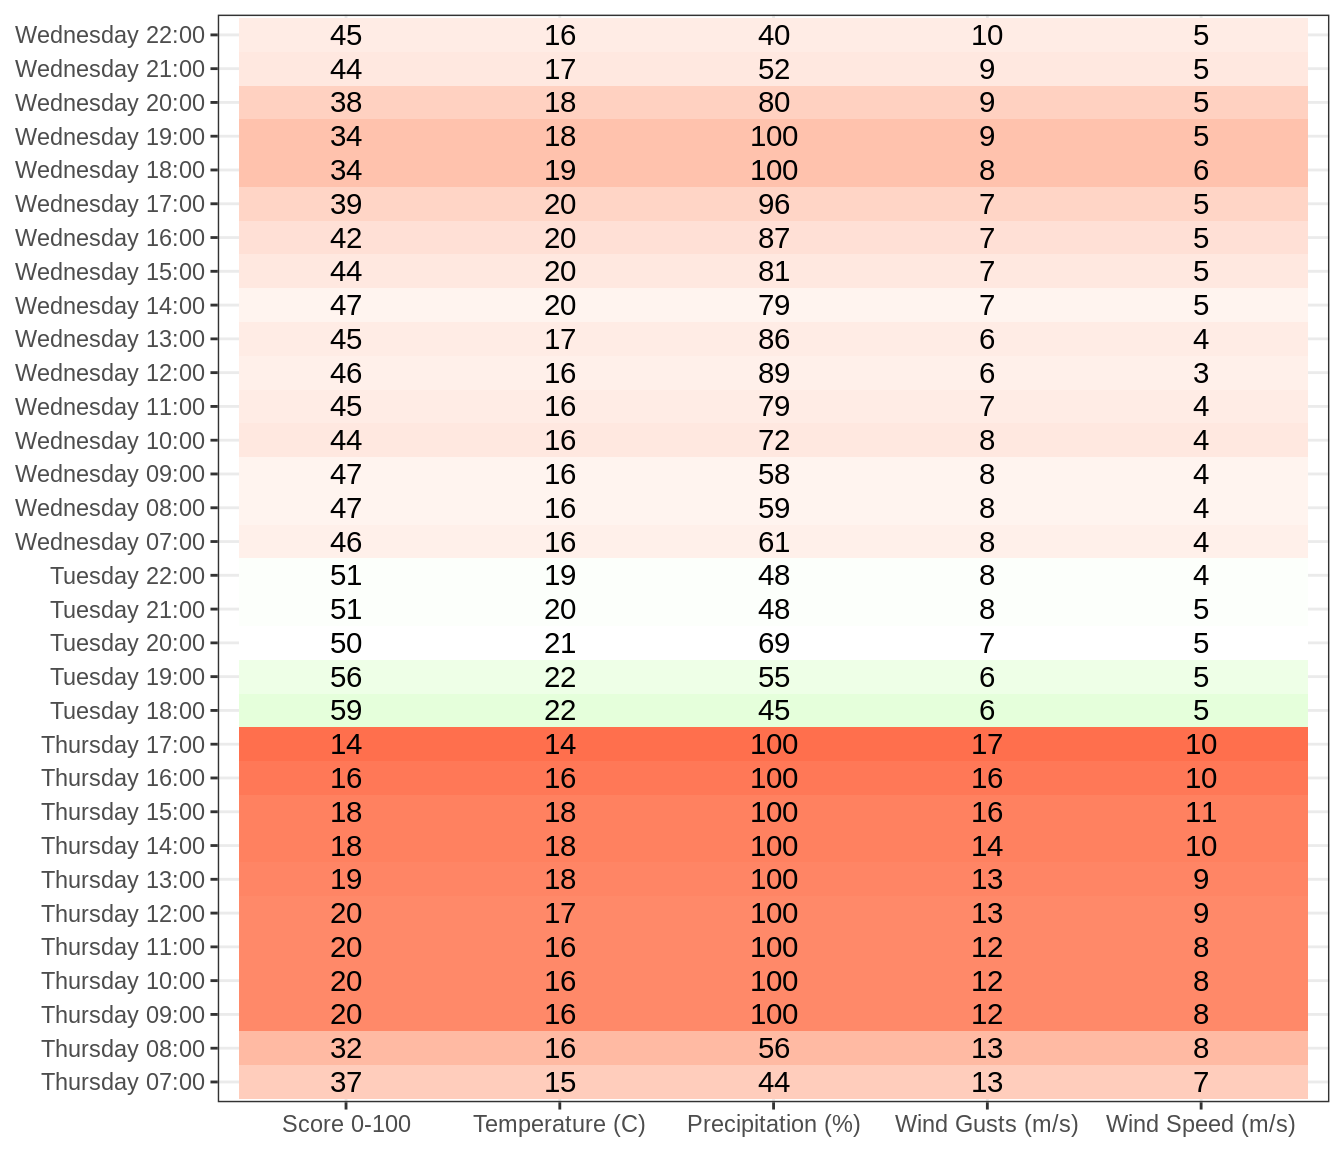 Wednesday 22:00 45 16 40 10 5
Wednesday 21:00 44 17 52 9 5
Wednesday 20:00 38 18 80 9 5
Wednesday 19:00 34 18 100 9 5
Wednesday 18:00 34 19 100 8 6
Wednesday 17:00 39 20 96 7 5
Wednesday 16:00 42 20 87 7 5
Wednesday 15:00 44 20 81 7 5
Wednesday 14:00 47 20 79 7 5
Wednesday 13:00 45 17 86 6 4
Wednesday 12:00 46 16 89 6 3
Wednesday 11:00 45 16 79 7 4
Wednesday 10:00 44 16 72 8 4
Wednesday 09:00 47 16 58 8 4
Wednesday 08:00 47 16 59 8 4
Wednesday 07:00 46 16 61 8 4
Tuesday 22:00 51 19 48 8 4
Tuesday 21:00 51 20 48 8 5
Tuesday 20:00 50 21 69 7 5
Tuesday 19:00 56 22 55 6 5
Tuesday 18:00 59 22 45 6 5
Thursday 17:00 14 14 100 17 10
Thursday 16:00 16 16 100 16 10
Thursday 15:00 18 18 100 16 11
Thursday 14:00 18 18 100 14 10
Thursday 13:00 19 18 100 13 9
Thursday 12:00 20 17 100 13 9
Thursday 11:00 20 16 100 12 8
Thursday 10:00 20 16 100 12 8
Thursday 09:00 20 16 100 12 8
Thursday 08:00 32 16 56 13 8
Thursday 07:00 37 15 44 13 7
Score 0-100 Temperature (C) Precipitation (%) Wind Gusts (m/s) Wind Speed (m/s)